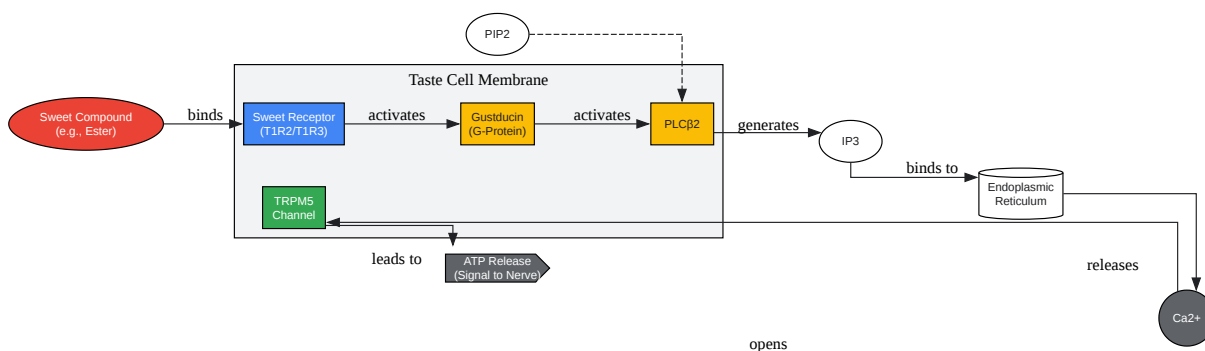 PIP2
Taste Cell Membrane
Sweet Compound
(e.g., Ester)
binds
Sweet Receptor
(T1R2/T1R3)
activates
Gustducin
(G-Protein)
activates
PLCβ2
generates
IP3
binds to
Endoplasmic
Reticulum
TRPM5
Channel
leads to
ATP Release
(Signal to Nerve)
releases
Ca2+
opens